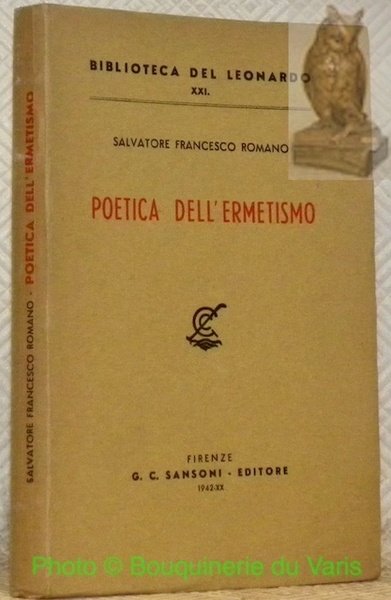 BIBLIOTECA DEL LEONARDO
XXI.
SALVATORE FRANCESCO ROMANO
POETICA DELL'ERMETISMO
FIRENZE
G. C. SANSONI - EDITORE
1942-XX
SALVATORE FRANCESCO ROMANO - POETICA DELL'ERMETISMO
Photo © Bouquinerie du Varis